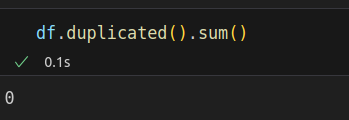 df.duplicated().sum()
✓ 0.1s
0